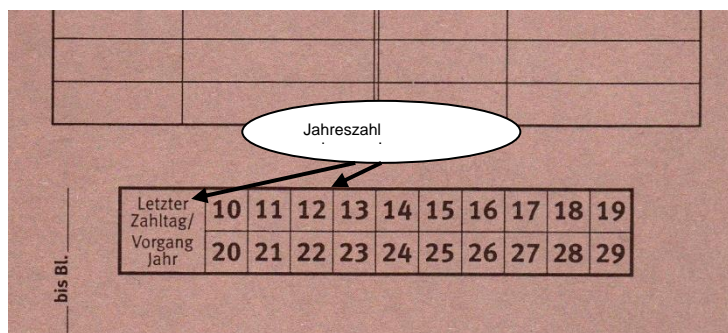 Jahreszahl
Letzter Zahltag/ 10 11 12 13 14 15 16 17 18 19
Vorgang Jahr 20 21 22 23 24 25 26 27 28 29
bis Bl.